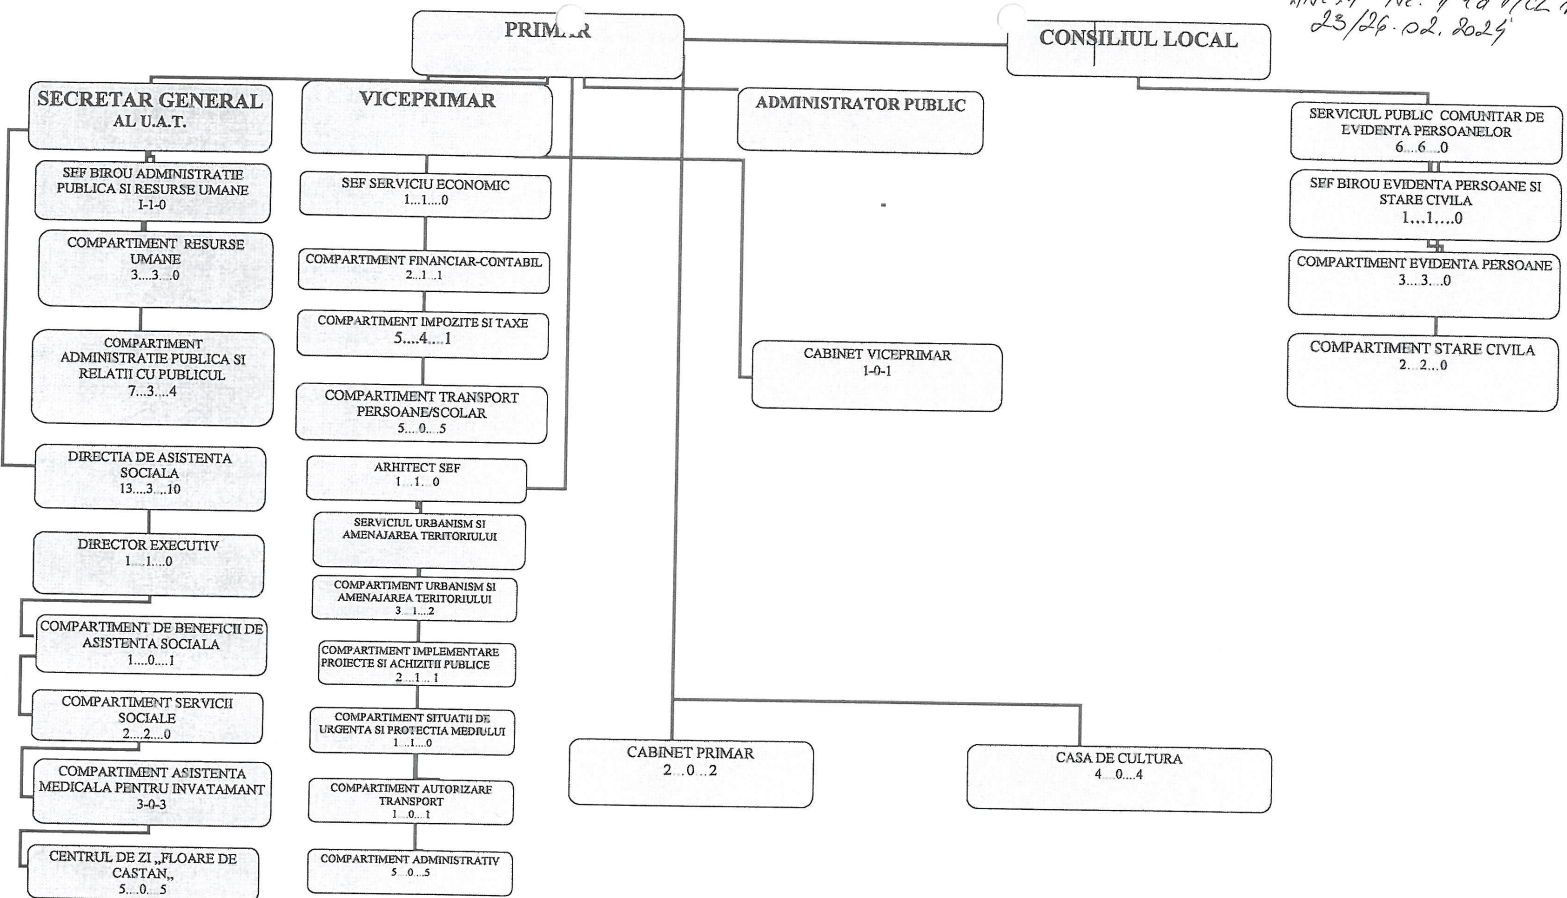 23/26.02.2024
PRIMAR
CONSILIUL LOCAL
SECRETAR GENERAL
AL U.A.T.
VICEPRIMAR
ADMINISTRATOR PUBLIC
SERVICIUL PUBLIC COMUNITAR DE
EVIDENTA PERSOANELOR
6...6...0
SEF BIROU ADMINISTRATIE
PUBLICA SI RESURSE UMANE
I-1-0
COMPARTIMENT RESURSE
UMANE
3....3...0
COMPARTIMENT
ADMINISTRATIE PUBLICA SI
RELATII CU PUBLICUL
7...3....4
DIRECTIA DE ASISTENTA
SOCIALA
13....3....10
DIRECTOR EXECUTIV
1....1....0
COMPARTIMENT DE BENEFICII DE
ASISTENTA SOCIALA
1....0....1
COMPARTIMENT SERVICII
SOCIALE
2....2....0
COMPARTIMENT ASISTENTA
MEDICALA PENTRU INVATAMANT
3-0-3
CENTRUL DE ZI „FLOARE DE
CASTAN„
5....0...5
SEF SERVICIU ECONOMIC
1...1....0
COMPARTIMENT FINANCIAR-CONTABIL
2...1...1
COMPARTIMENT IMPOZITE SI TAXE
5....4....1
COMPARTIMENT TRANSPORT
PERSOANE/SCOLAR
5....0...5
ARHITECT SEF
1....1....0
SERVICIUL URBANISM SI
AMENAJAREA TERITORIULUI
COMPARTIMENT URBANISM SI
AMENAJAREA TERITORIULUI
3....1....2
COMPARTIMENT IMPLEMENTARE
PROIECTE SI ACHIZITII PUBLICE
2....1....1
COMPARTIMENT SITUATII DE
URGENTA SI PROTECTIA MEDIULUI
1....1....0
COMPARTIMENT AUTORIZARE
TRANSPORT
1....0....1
COMPARTIMENT ADMINISTRATIV
5....0....5
CABINET VICEPRIMAR
1-0-1
CABINET PRIMAR
2....0...2
CASA DE CULTURA
4....0....4
SEF BIROU EVIDENTA PERSOANE SI
STARE CIVILA
1...1....0
COMPARTIMENT EVIDENTA PERSOANE
3...3...0
COMPARTIMENT STARE CIVILA
2....2...0